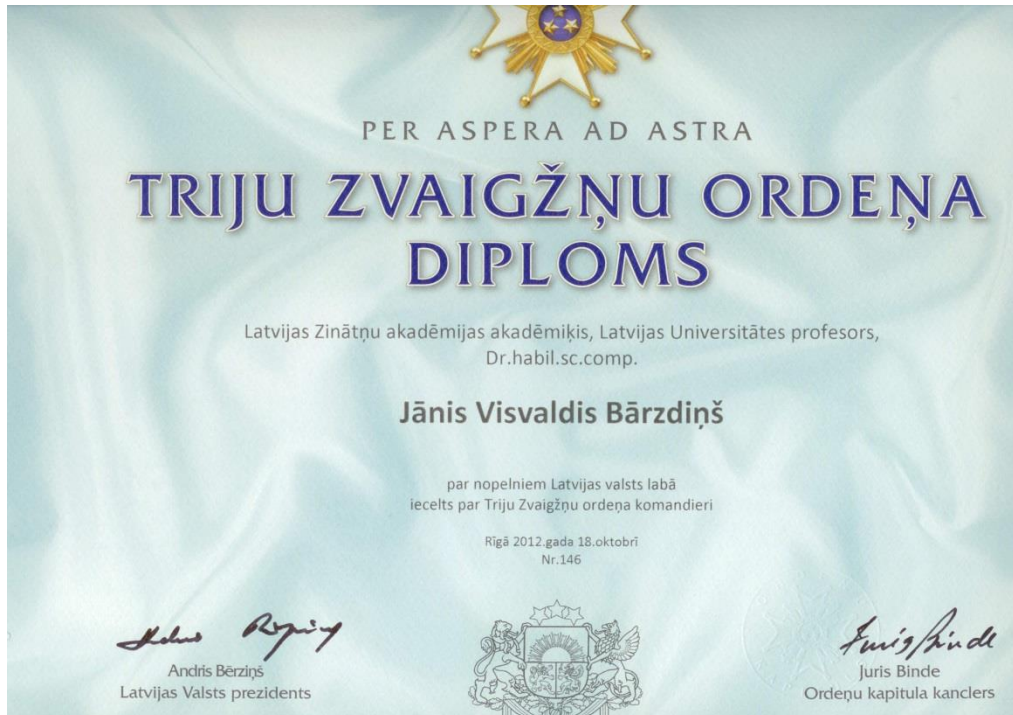 PER ASPERA AD ASTRA
TRIJU ZVAIGŽŅU ORDEŅA
DIPLOMS
Latvijas Zinātņu akadēmijas akadēmiķis, Latvijas Universitātes profesors,
Dr.habil.sc.comp.
Jānis Visvaldis Bārzdiņš
par nopelniem Latvijas valsts labā
iecelts par Triju Zvaigžņu ordeņa komandieri
Rīgā 2012.gada 18.oktobrī
Nr.146
Andris Bērziņš
Latvijas Valsts prezidents
Juris Binde
Ordeņu kapitula kanclers